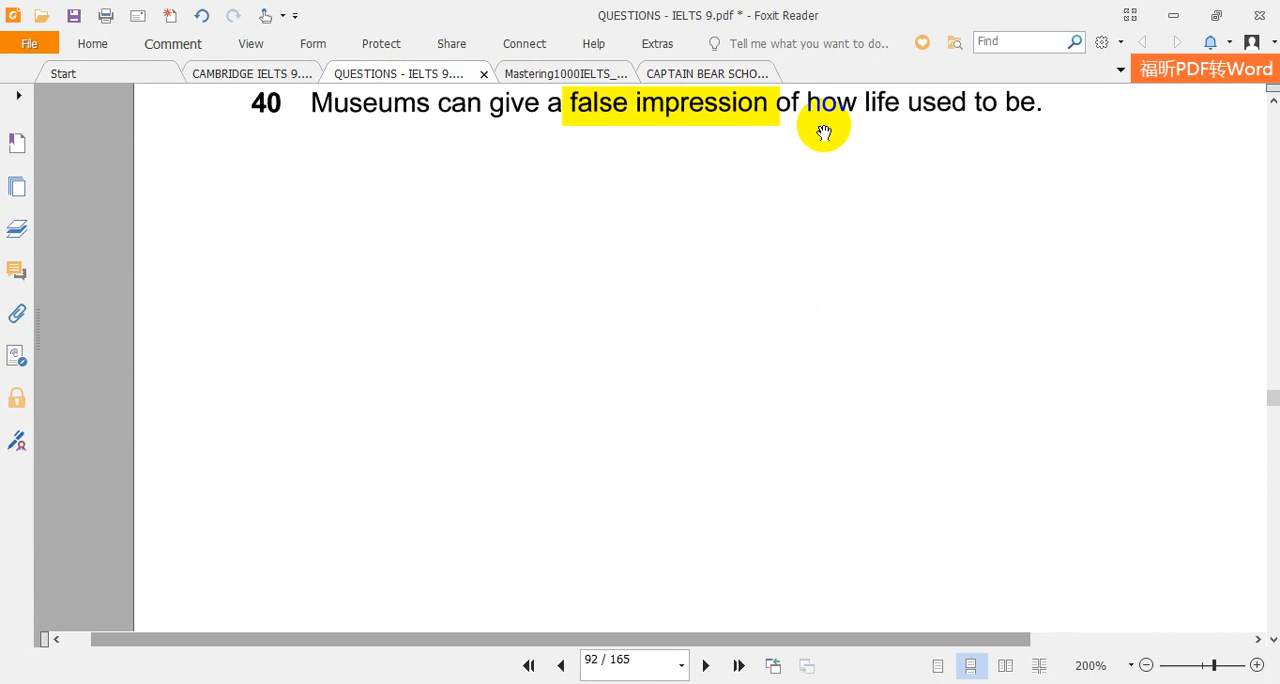 QUESTIONS - IELTS 9.pdf * - Foxit Reader
File Home Comment View Form Protect Share Connect Help Extras Tell me what you want to do.. Find
Start CAMBRIDGE IELTS 9.... QUESTIONS - IELTS 9.... Mastering1000IELTS_... CAPTAIN BEAR SCHO... 福昕PDF转Word
40 Museums can give a false impression of how life used to be.
92 / 165 200%